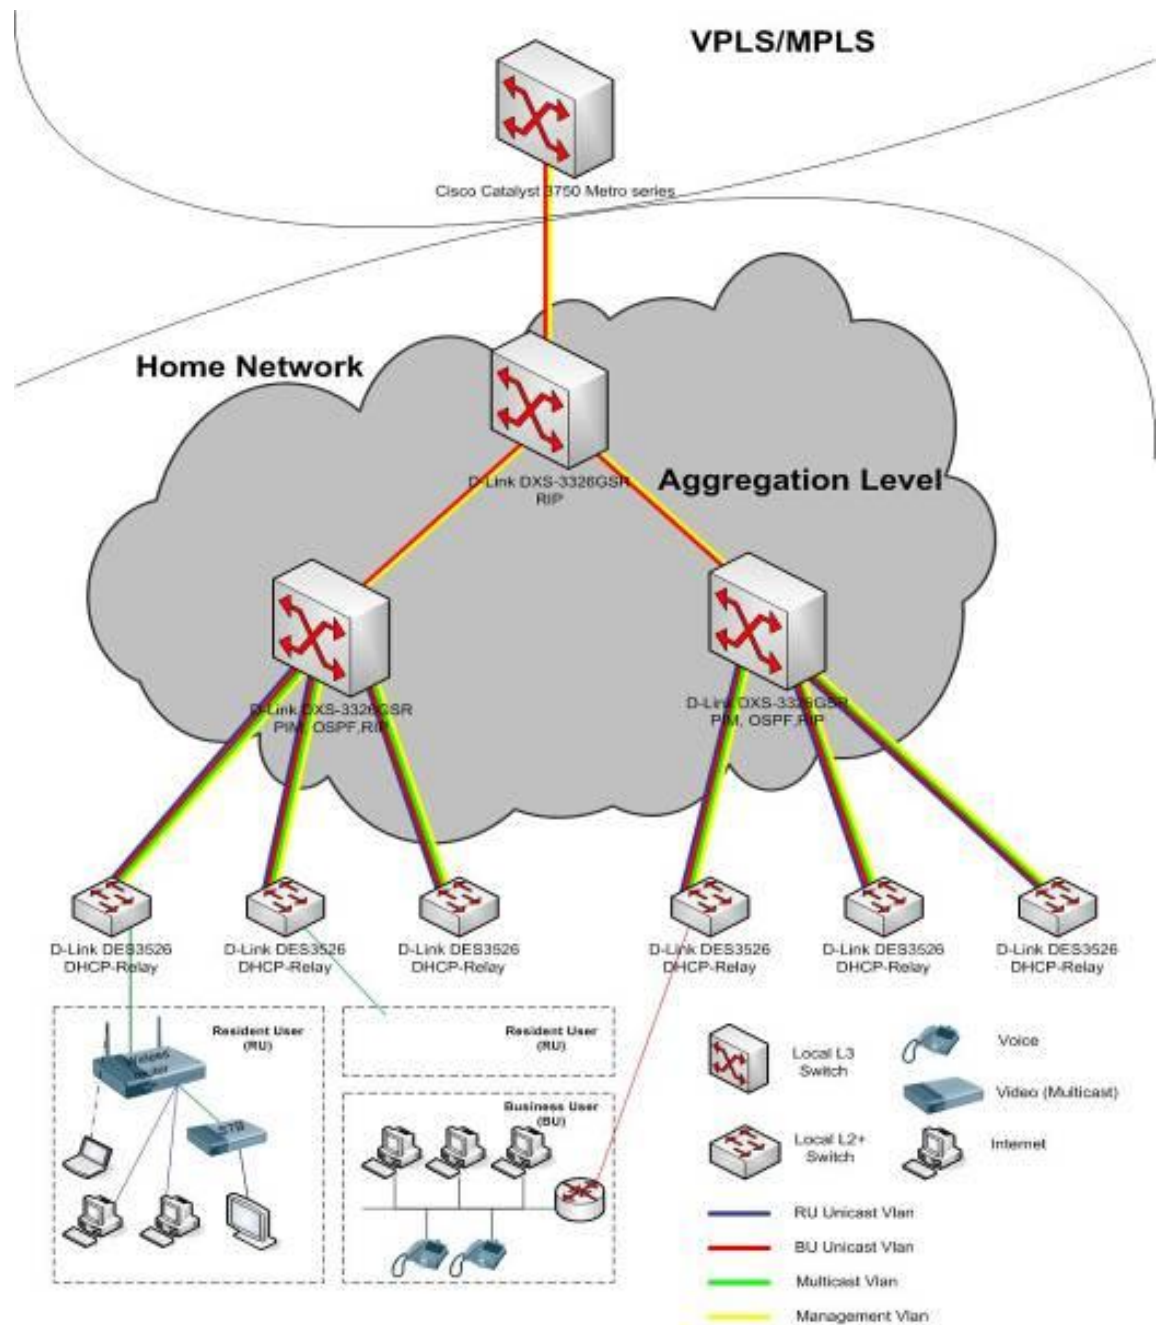 VPLS/MPLS
Cisco Catalyst 3750 Metro series
Home Network
D-Link DXS-3326GSR
RIP
Aggregation Level
D-Link DXS-3326GSR
PIM, OSPF,RIP
D-Link DXS-3326GSR
PIM, OSPF,RIP
D-Link DES3526
DHCP-Relay
D-Link DES3526
DHCP-Relay
D-Link DES3526
DHCP-Relay
D-Link DES3526
DHCP-Relay
D-Link DES3526
DHCP-Relay
D-Link DES3526
DHCP-Relay
Resident User
(RU)
STB
Resident User
(RU)
Business User
(BU)
Local L3
Switch
Voice
Video (Multicast)
Local L2+
Switch
Internet
RU Unicast Vlan
BU Unicast Vlan
Multicast Vlan
Management Vlan